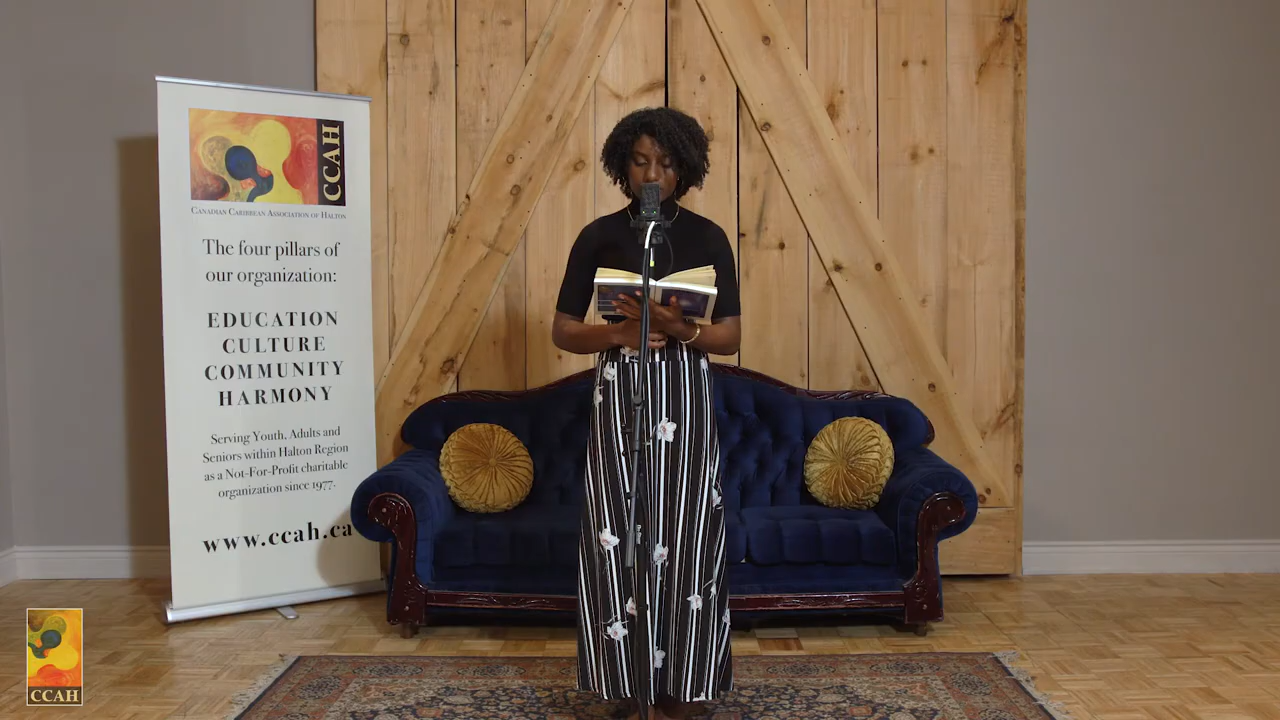 CCAH
CANADIAN CARIBBEAN ASSOCIATION OF HALTON
The four pillars of
our organization:
EDUCATION
CULTURE
COMMUNITY
HARMONY
Serving Youth, Adults and
Seniors within Halton Region
as a Not-For-Profit charitable
organization since 1977.
www.ccah.ca
CCAH